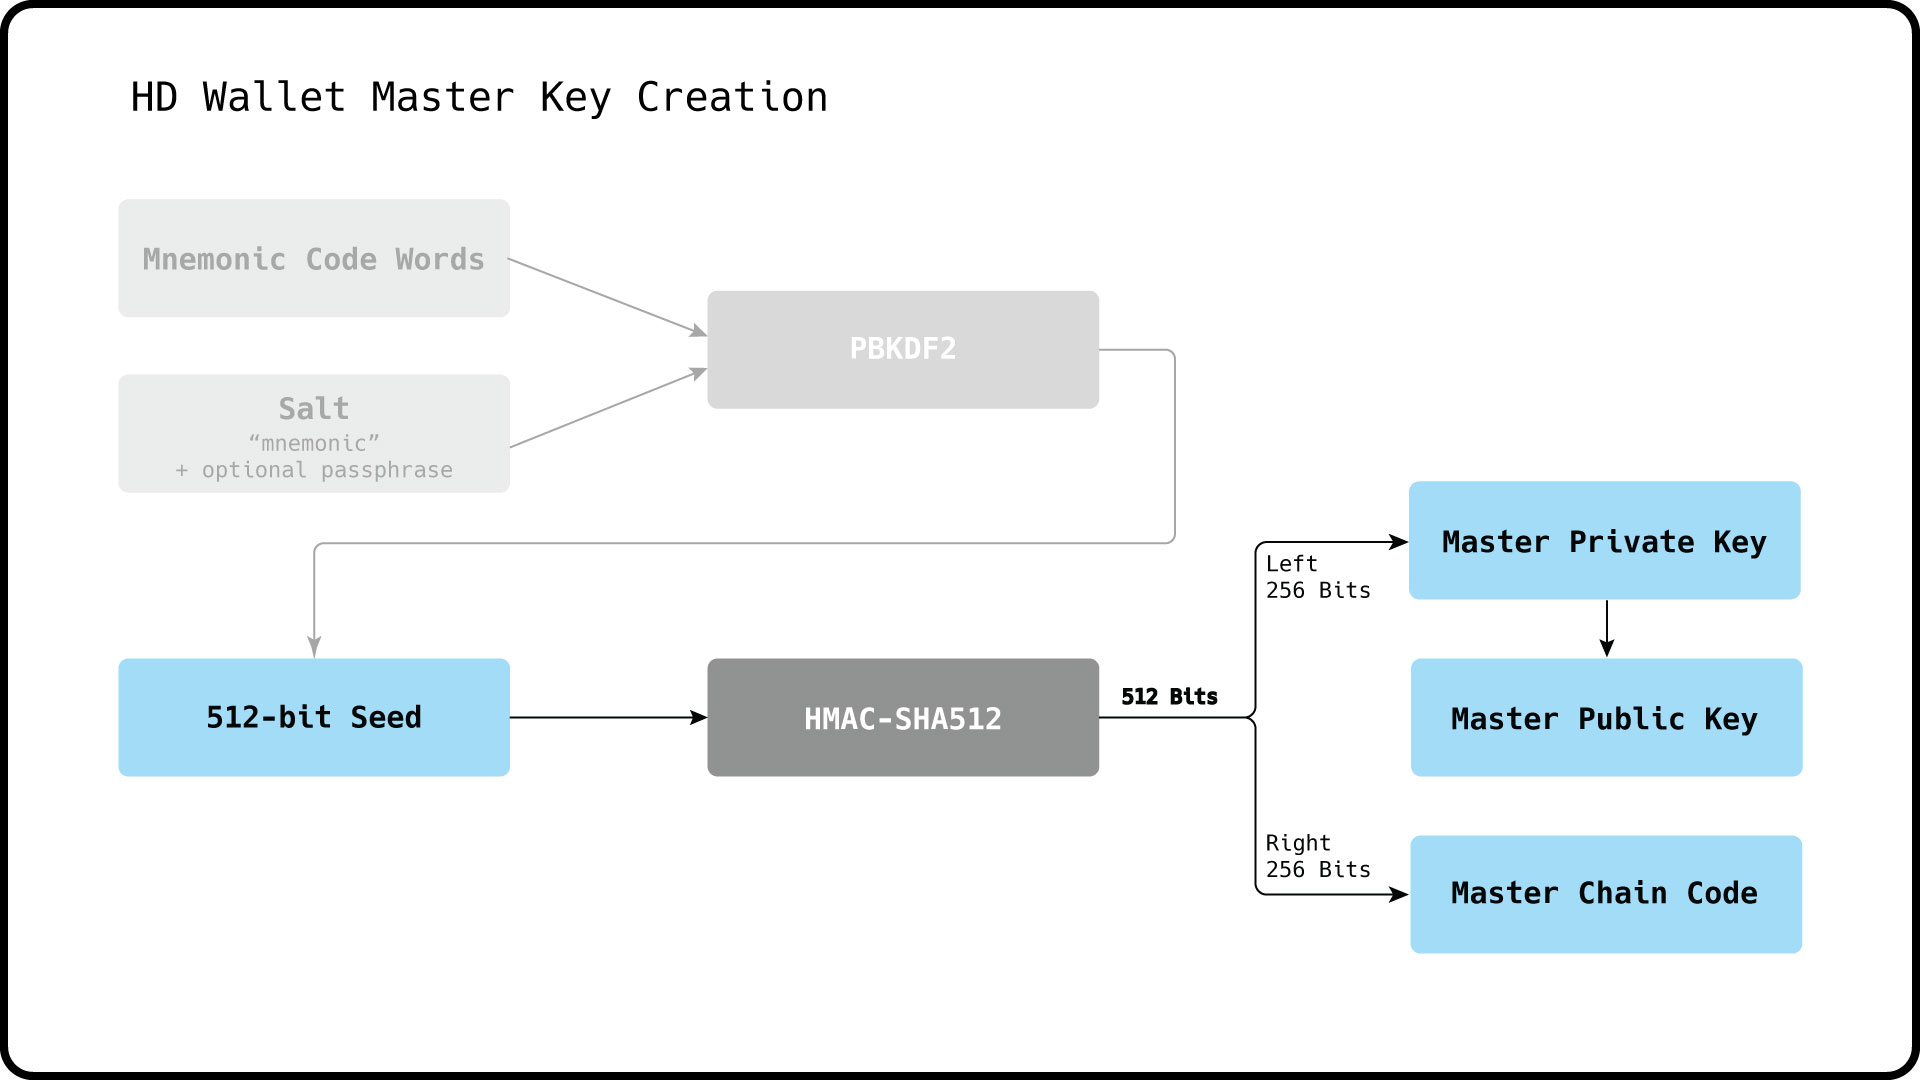 HD Wallet Master Key Creation
Mnemonic Code Words
Salt
“mnemonic”
+ optional passphrase
PBKDF2
512-bit Seed
HMAC-SHA512
512 Bits
Left
256 Bits
Master Private Key
Master Public Key
Right
256 Bits
Master Chain Code